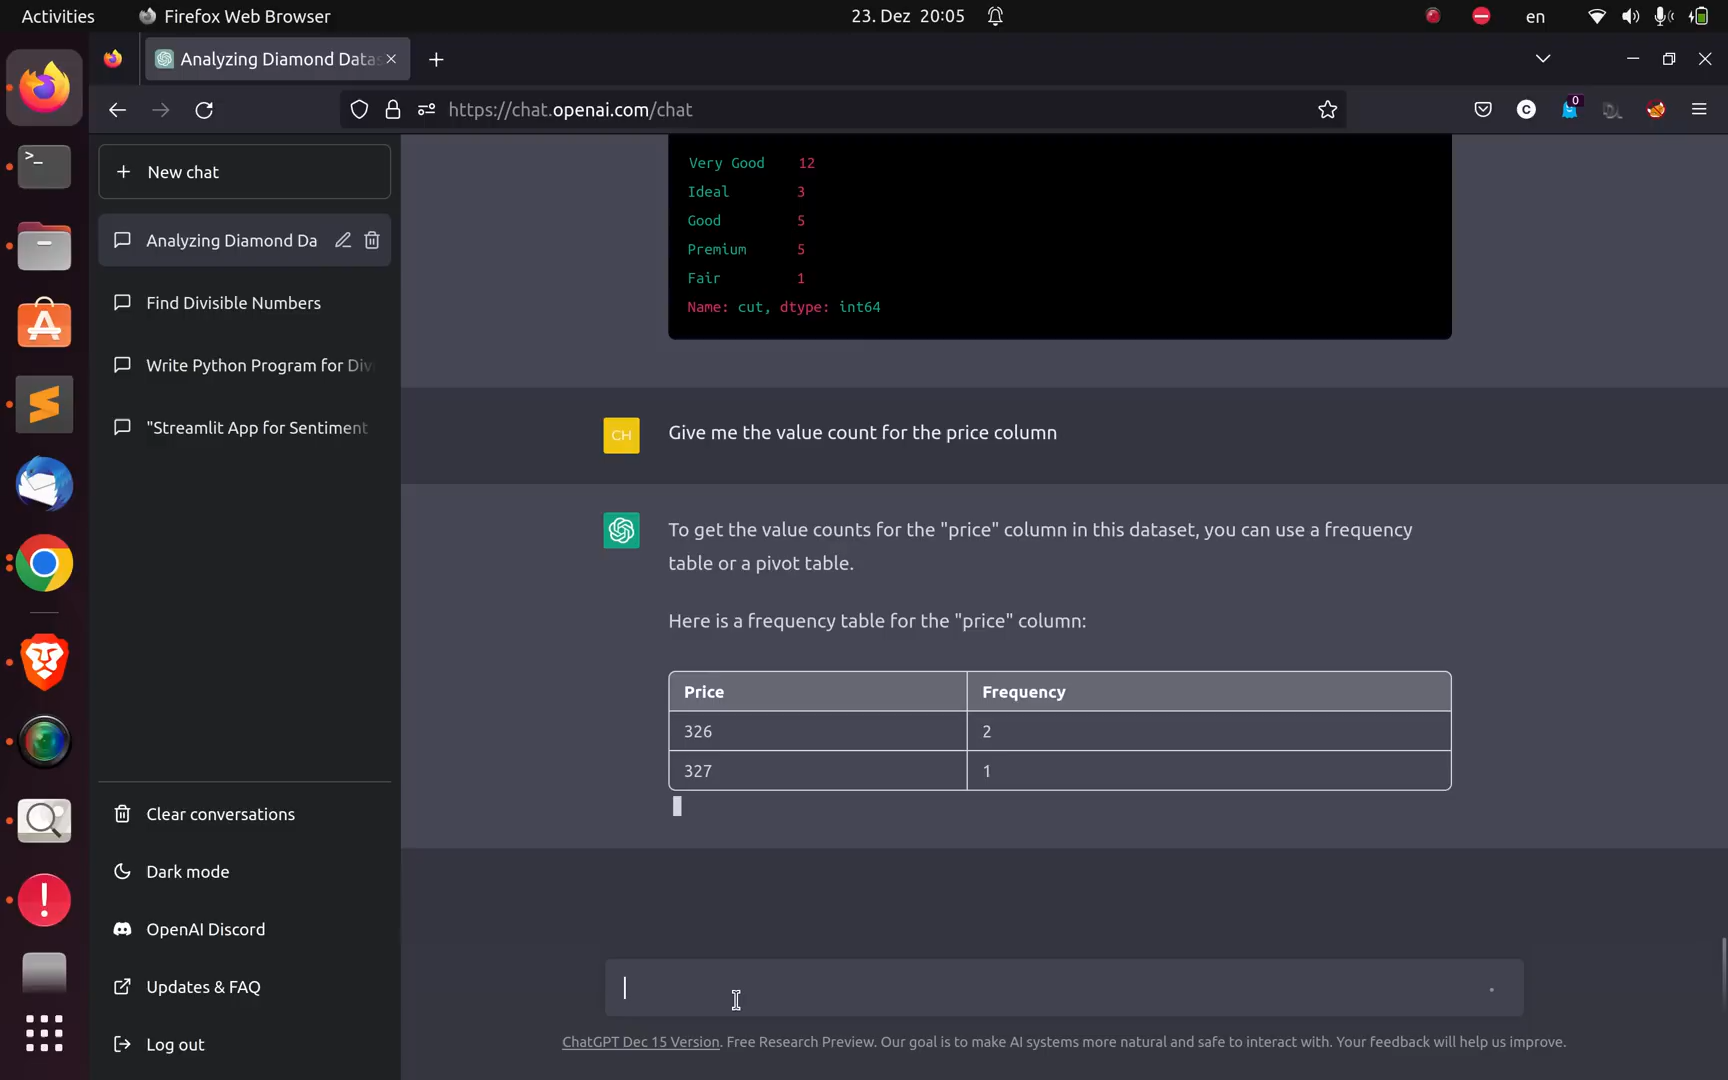 Activities
Firefox Web Browser
23. Dez 20:05
en
Analyzing Diamond Datas
https://chat.openai.com/chat
0
New chat
Analyzing Diamond Da
Find Divisible Numbers
Write Python Program for Div
"Streamlit App for Sentiment
Clear conversations
Dark mode
OpenAI Discord
Updates & FAQ
Log out
Very Good 12
Ideal 3
Good 5
Premium 5
Fair 1
Name: cut, dtype: int64
CH
Give me the value count for the price column
To get the value counts for the "price" column in this dataset, you can use a frequency
table or a pivot table.
Here is a frequency table for the "price" column:
Price Frequency
326 2
327 1
ChatGPT Dec 15 Version. Free Research Preview. Our goal is to make AI systems more natural and safe to interact with. Your feedback will help us improve.